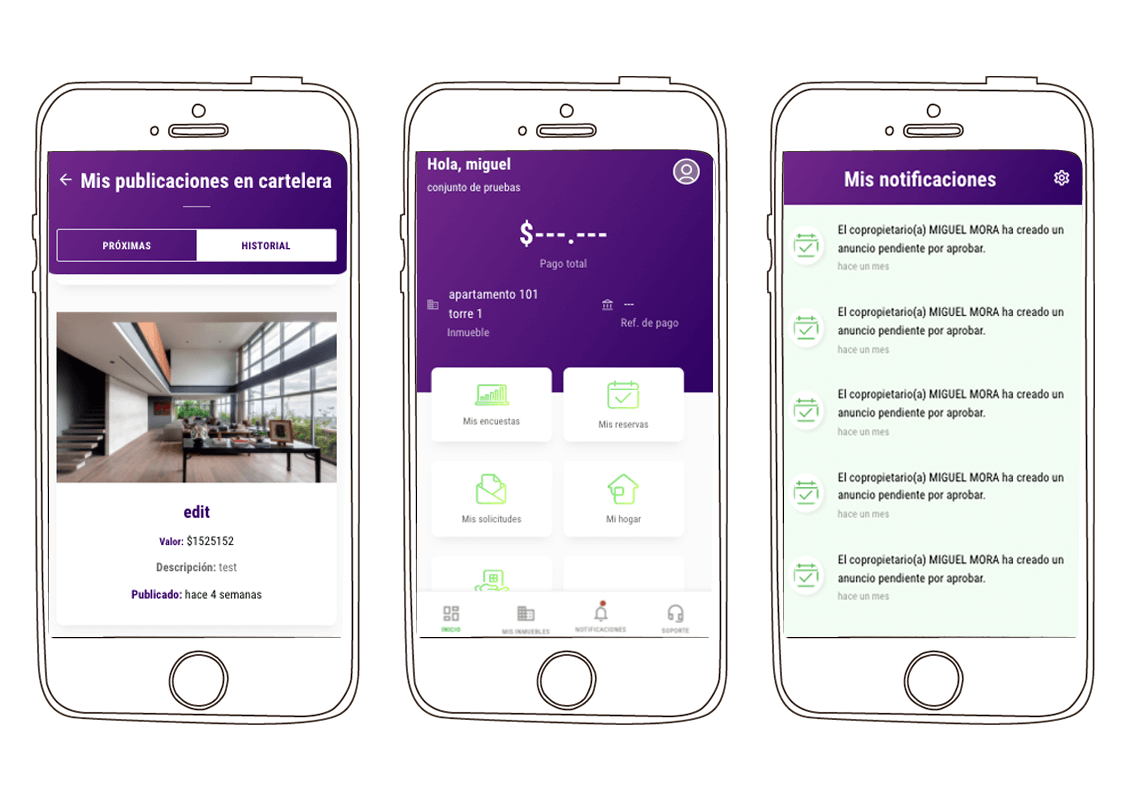 Mis publicaciones en cartelera
PRÓXIMAS
HISTORIAL
edit
Valor: $1525152
Descripción: test
Publicado: hace 4 semanas
Hola, miguel
conjunto de pruebas
$---.---
Pago total
apartamento 101
torre 1
Inmueble
---
Ref. de pago
Mis encuestas
Mis reservas
Mis solicitudes
Mi hogar
INICIO
MIS INMUEBLES
NOTIFICACIONES
SOPORTE
Mis notificaciones
El copropietario(a) MIGUEL MORA ha creado un
anuncio pendiente por aprobar.
hace un mes
El copropietario(a) MIGUEL MORA ha creado un
anuncio pendiente por aprobar.
hace un mes
El copropietario(a) MIGUEL MORA ha creado un
anuncio pendiente por aprobar.
hace un mes
El copropietario(a) MIGUEL MORA ha creado un
anuncio pendiente por aprobar.
hace un mes
El copropietario(a) MIGUEL MORA ha creado un
anuncio pendiente por aprobar.
hace un mes